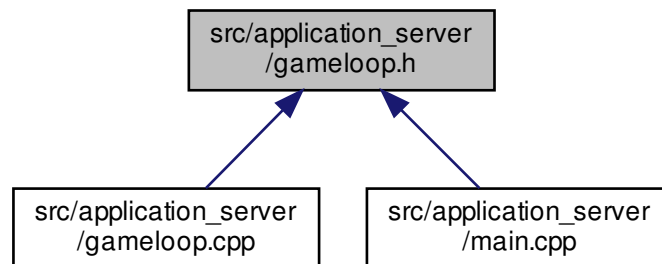 src/application_server
/gameloop.h
src/application_server
/gameloop.cpp
src/application_server
/main.cpp